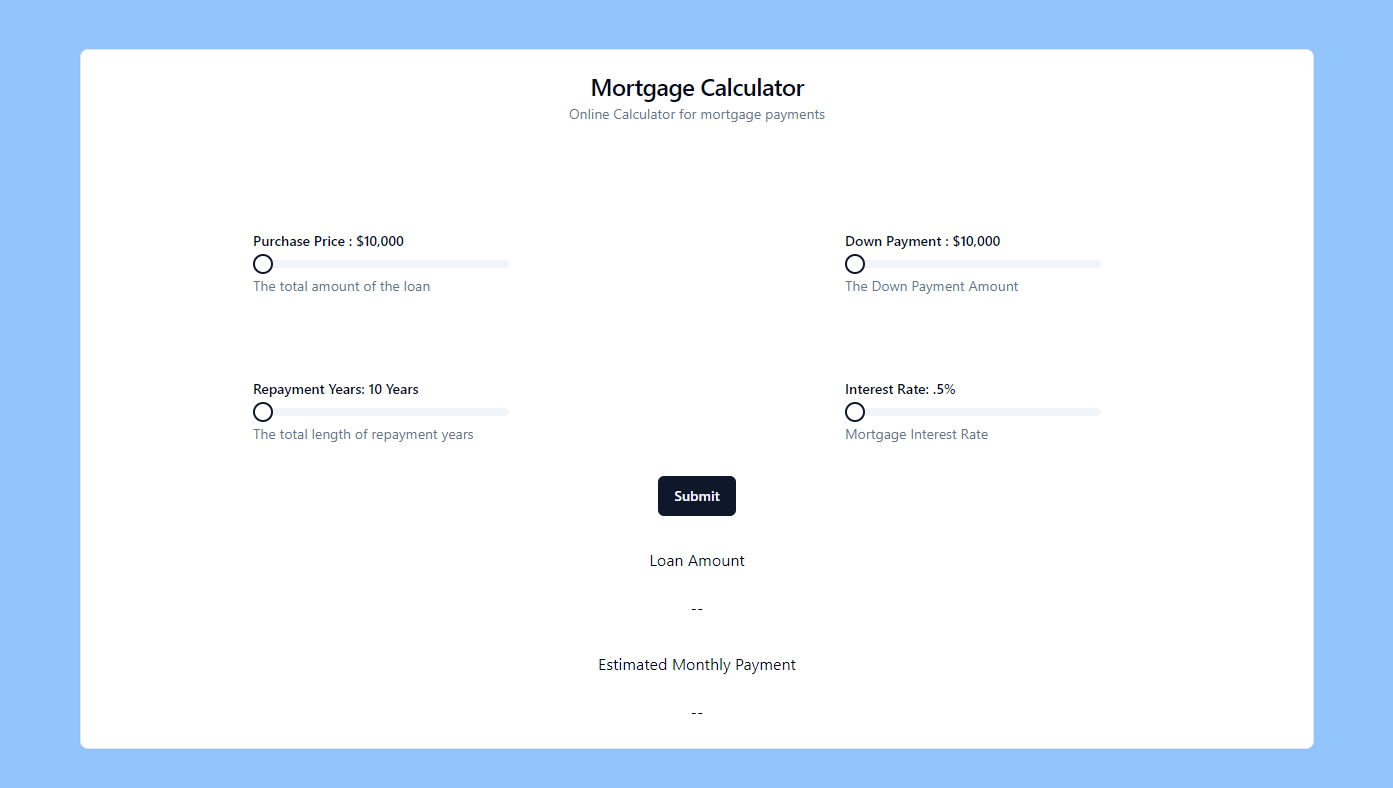 Mortgage Calculator
Online Calculator for mortgage payments
Purchase Price : $10,000
The total amount of the loan
Down Payment : $10,000
The Down Payment Amount
Repayment Years: 10 Years
The total length of repayment years
Interest Rate: .5%
Mortgage Interest Rate
Submit
Loan Amount
--
Estimated Monthly Payment
--